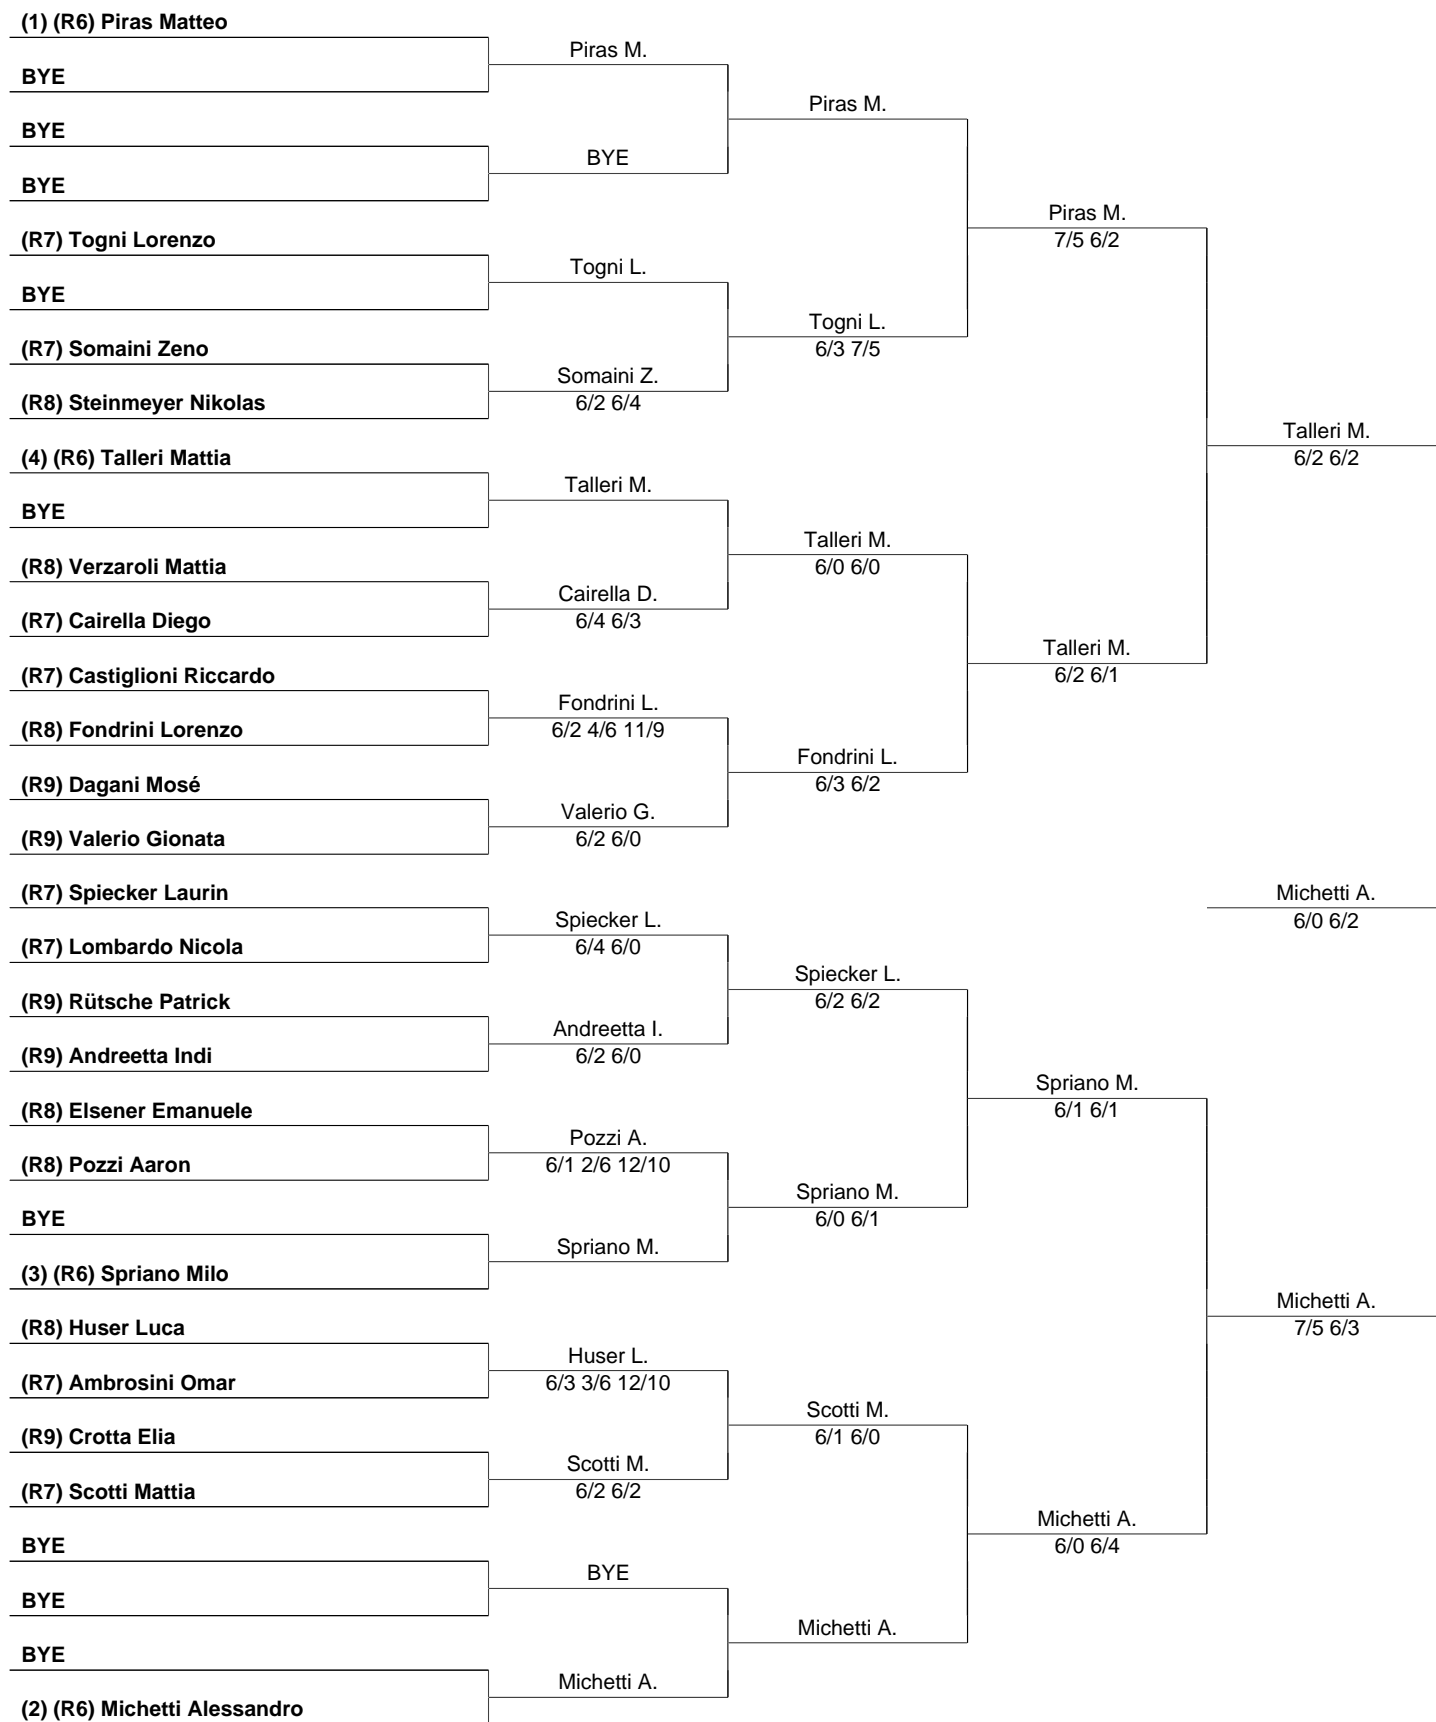 (1) (R6) Piras Matteo
BYE
BYE
BYE
(R7) Togni Lorenzo
BYE
(R7) Somaini Zeno
(R8) Steinmeyer Nikolas
(4) (R6) Talleri Mattia
BYE
(R8) Verzaroli Mattia
(R7) Cairella Diego
(R7) Castiglioni Riccardo
(R8) Fondrini Lorenzo
(R9) Dagani Mosé
(R9) Valerio Gionata
(R7) Spiecker Laurin
(R7) Lombardo Nicola
(R9) Rütsche Patrick
(R9) Andreetta Indi
(R8) Elsener Emanuele
(R8) Pozzi Aaron
BYE
(3) (R6) Spriano Milo
(R8) Huser Luca
(R7) Ambrosini Omar
(R9) Crotta Elia
(R7) Scotti Mattia
BYE
BYE
BYE
(2) (R6) Michetti Alessandro
Piras M.
BYE
Togni L.
Somaini Z.
6/2 6/4
Talleri M.
Cairella D.
6/4 6/3
Fondrini L.
6/2 4/6 11/9
Valerio G.
6/2 6/0
Spiecker L.
6/4 6/0
Andreetta I.
6/2 6/0
Pozzi A.
6/1 2/6 12/10
Spriano M.
Huser L.
6/3 3/6 12/10
Scotti M.
6/2 6/2
BYE
Michetti A.
Piras M.
Togni L.
6/3 7/5
Talleri M.
6/0 6/0
Fondrini L.
6/3 6/2
Spiecker L.
6/2 6/2
Spriano M.
6/0 6/1
Scotti M.
6/1 6/0
Michetti A.
Piras M.
7/5 6/2
Talleri M.
6/2 6/1
Spriano M.
6/1 6/1
Michetti A.
6/0 6/4
Talleri M.
6/2 6/2
Michetti A.
6/0 6/2
Michetti A.
7/5 6/3